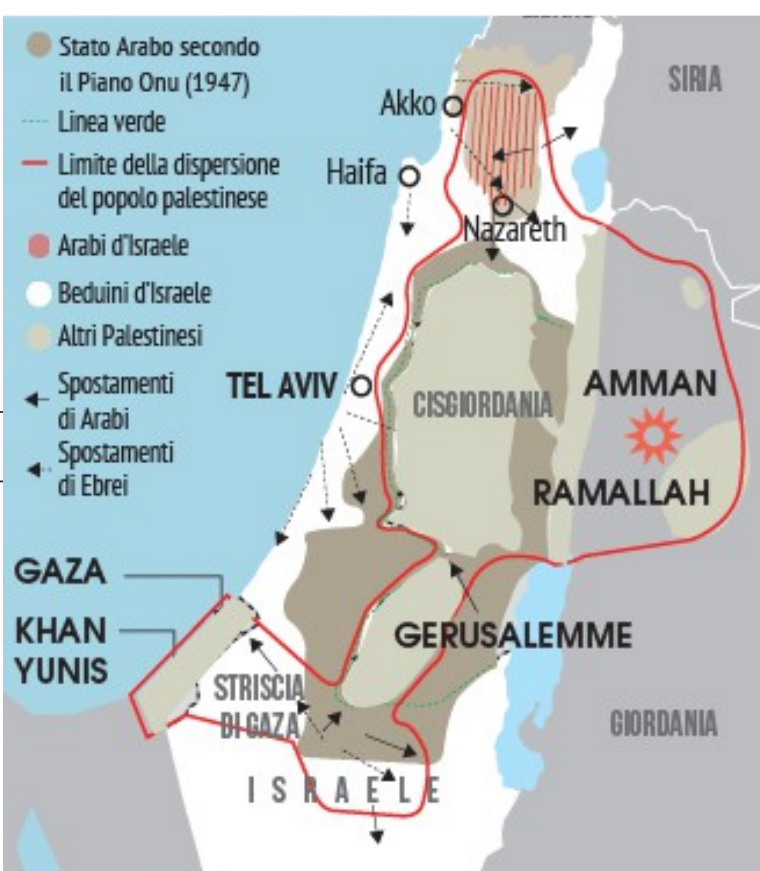 Stato Arabo secondo
il Piano Onu (1947)
Linea verde
Limite della dispersione
del popolo palestinese
Arabi d'Israele
Beduini d'Israele
Altri Palestinesi
Spostamenti
di Arabi
Spostamenti
di Ebrei
SIRIA
Akko
Haifa
Nazareth
TEL AVIV
CISGIORDANIA
AMMAN
RAMALLAH
GAZA
KHAN
YUNIS
GERUSALEMME
STRISCIA
DI GAZA
GIORDANIA
ISRAELE